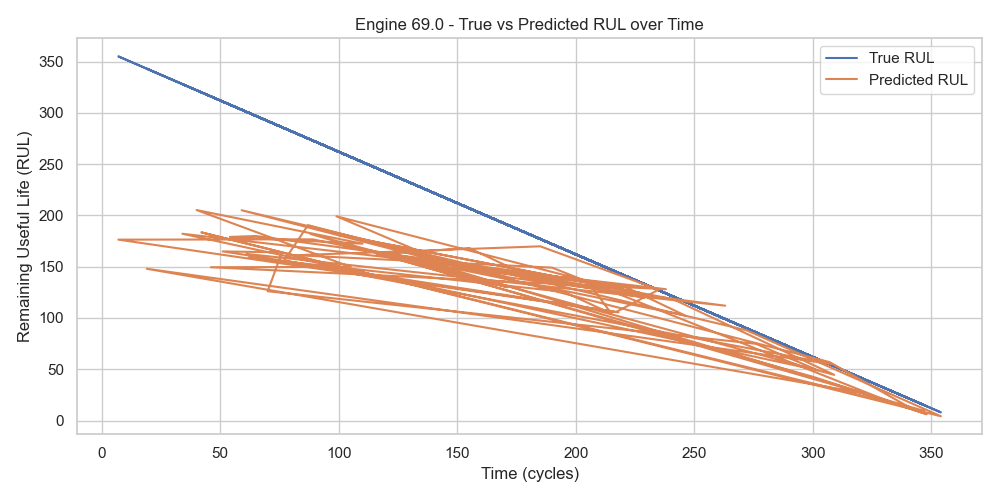 Engine 69.0 - True vs Predicted RUL over Time
True RUL
Predicted RUL
Remaining Useful Life (RUL)
350
300
250
200
150
100
50
0
0 50 100 150 200 250 300 350
Time (cycles)